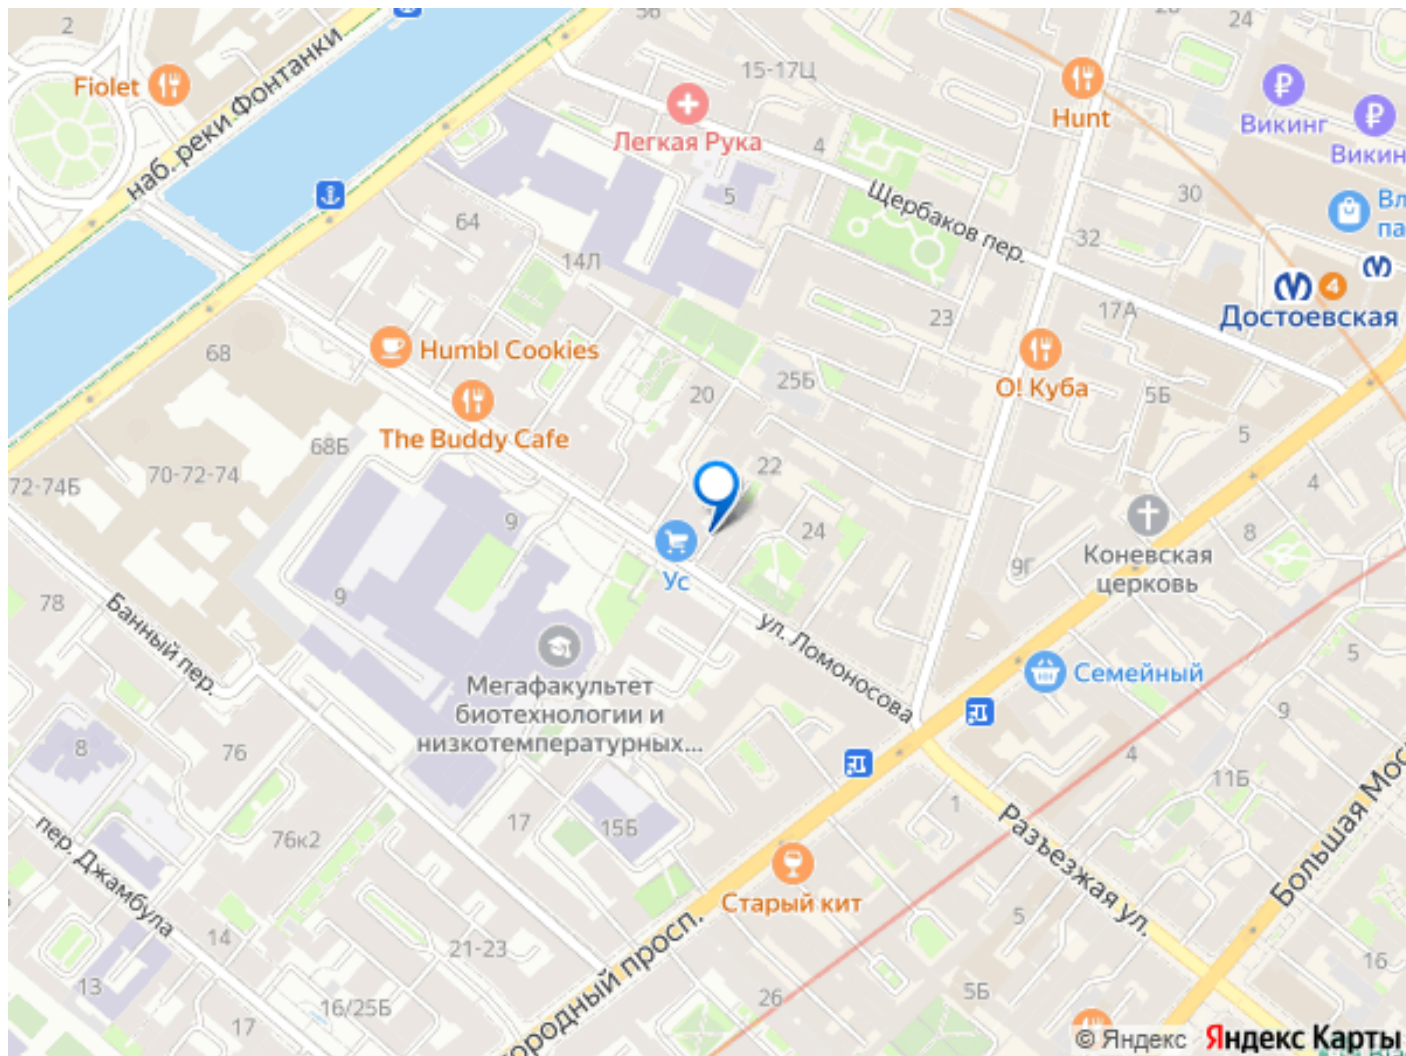 2
56
24
Fiolet
наб. реки Фонтанки
15-17Ц
Hunt
Викинг
Легкая Рука
4
5
Щербаков пер.
30
32
64
14Л
17А
4
Достоевская
23
68
Humbl Cookies
О! Куба
20
25Б
5Б
The Buddy Cafe
68Б
5
72-74Б
70-72-74
22
4
9
24
8
Коневская
церковь
9Г
Ус
9
78
Банный пер.
ул. Ломоносова
5
Семейный
Мегафакультет
биотехнологии и
низкотемпературных...
9
8
76
4
11Б
1
17
15Б
76к2
Разъезжая ул.
Большая Мос
пер. Джамбула
Старый кит
5
14
21-23
ородный просп.
16
13
16/25Б
26
5Б
17
© Яндекс Яндекс Карты